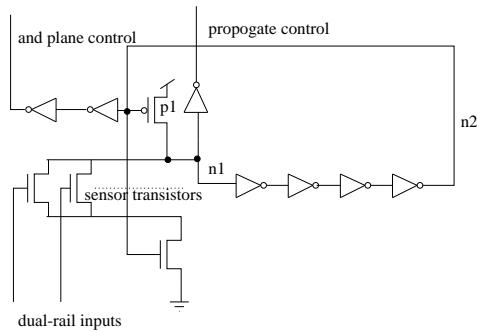 and plane control
propogate control
p1
n2
n1
sensor transistors
dual-rail inputs